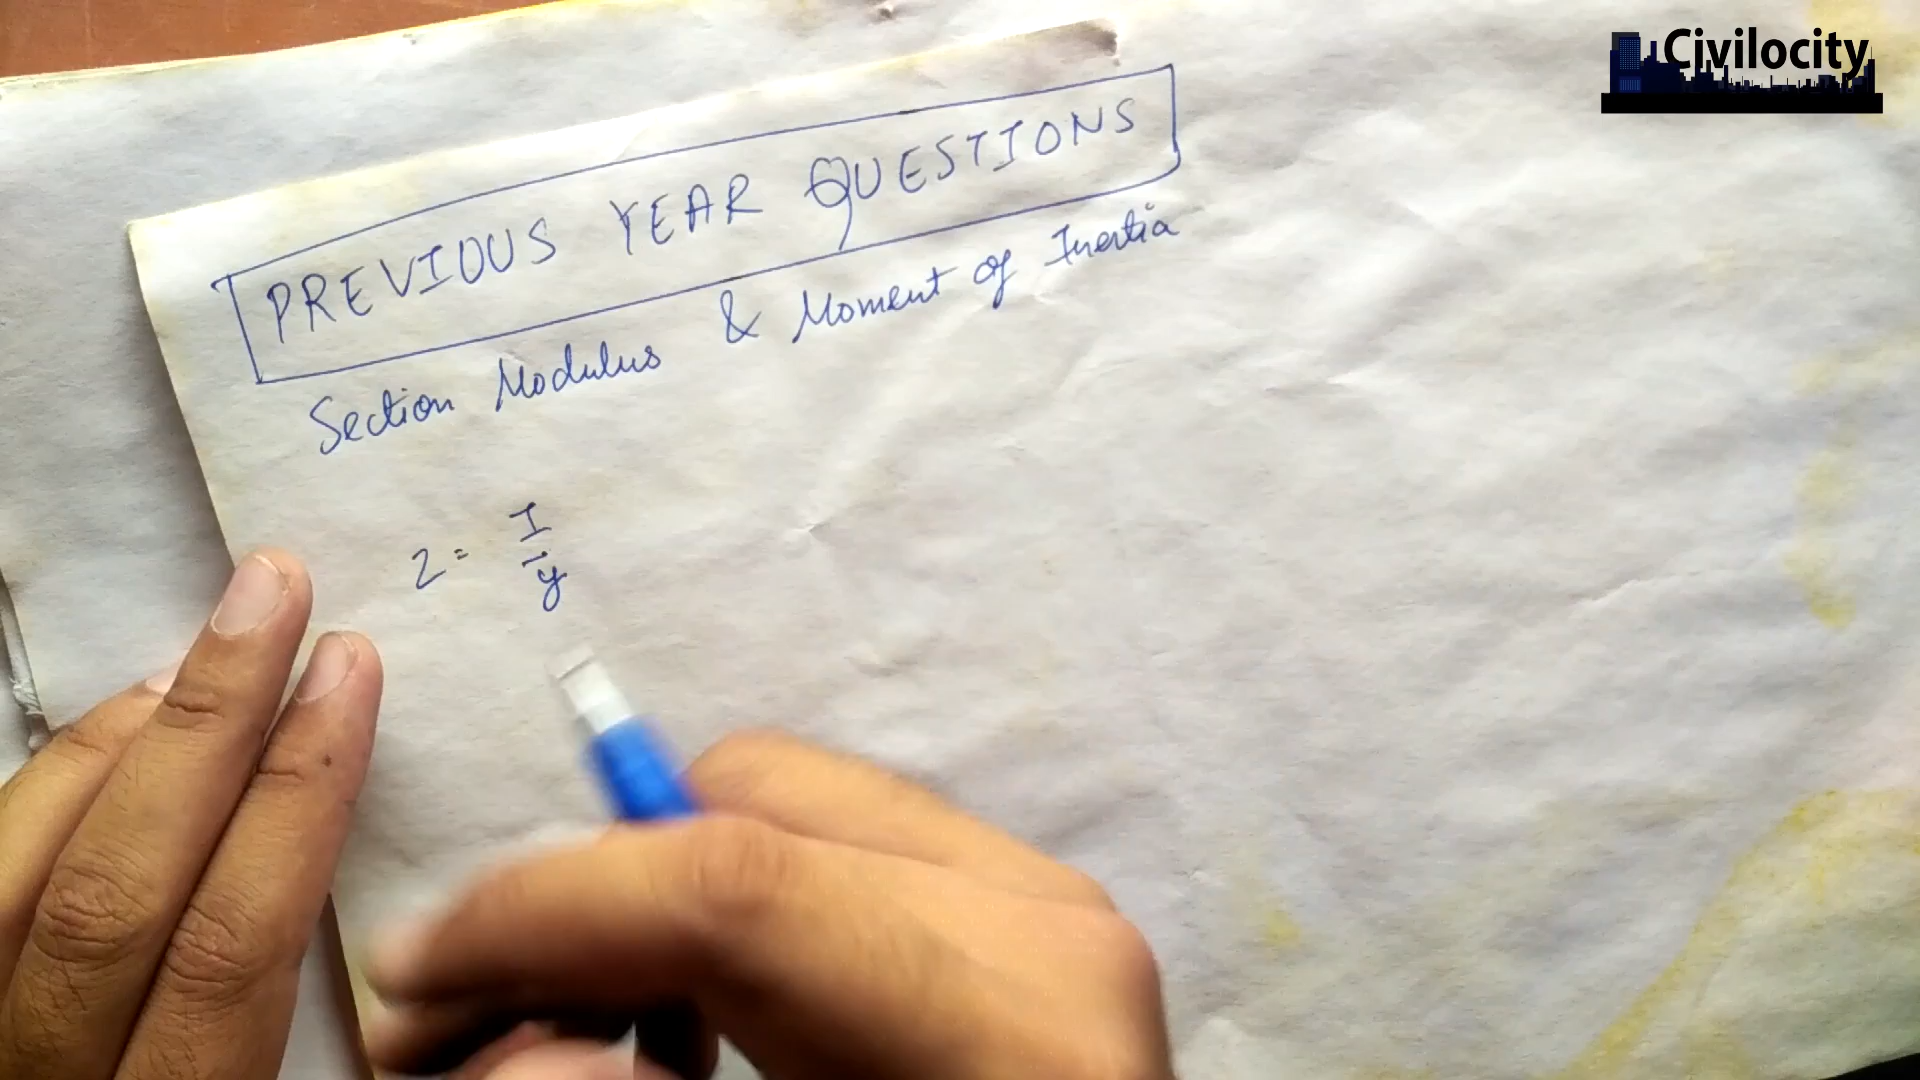 Civilocity
PREVIOUS YEAR QUESTIONS
Section Modulus & Moment of Inertia
Z = I
y